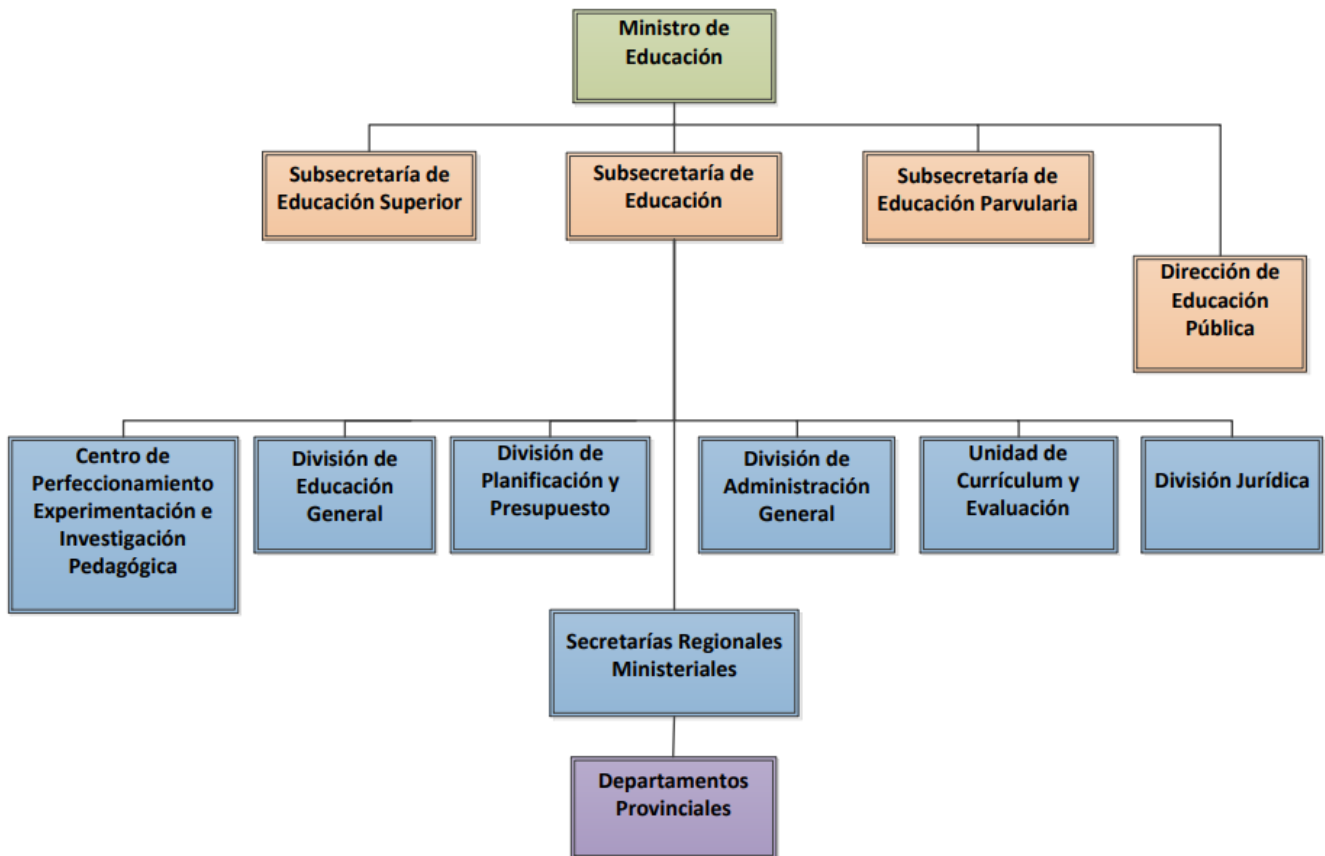 Ministro de
Educación
Subsecretaría de
Educación Superior
Subsecretaría de
Educación
Subsecretaría de
Educación Parvularia
Dirección de
Educación
Pública
Centro de
Perfeccionamiento
Experimentación e
Investigación
Pedagógica
División de
Educación
General
División de
Planificación y
Presupuesto
División de
Administración
General
Unidad de
Currículum y
Evaluación
División Jurídica
Secretarías Regionales
Ministeriales
Departamentos
Provinciales